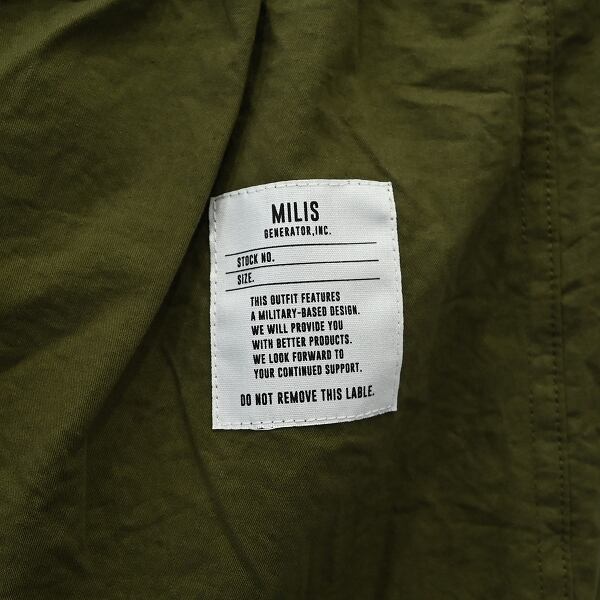 MILIS
GENERATOR,INC.
STOCK NO.
SIZE.
THIS OUTFIT FEATURES
A MILITARY-BASED DESIGN.
WE WILL PROVIDE YOU
WITH BETTER PRODUCTS.
WE LOOK FORWARD TO
YOUR CONTINUED SUPPORT.
DO NOT REMOVE THIS LABLE.